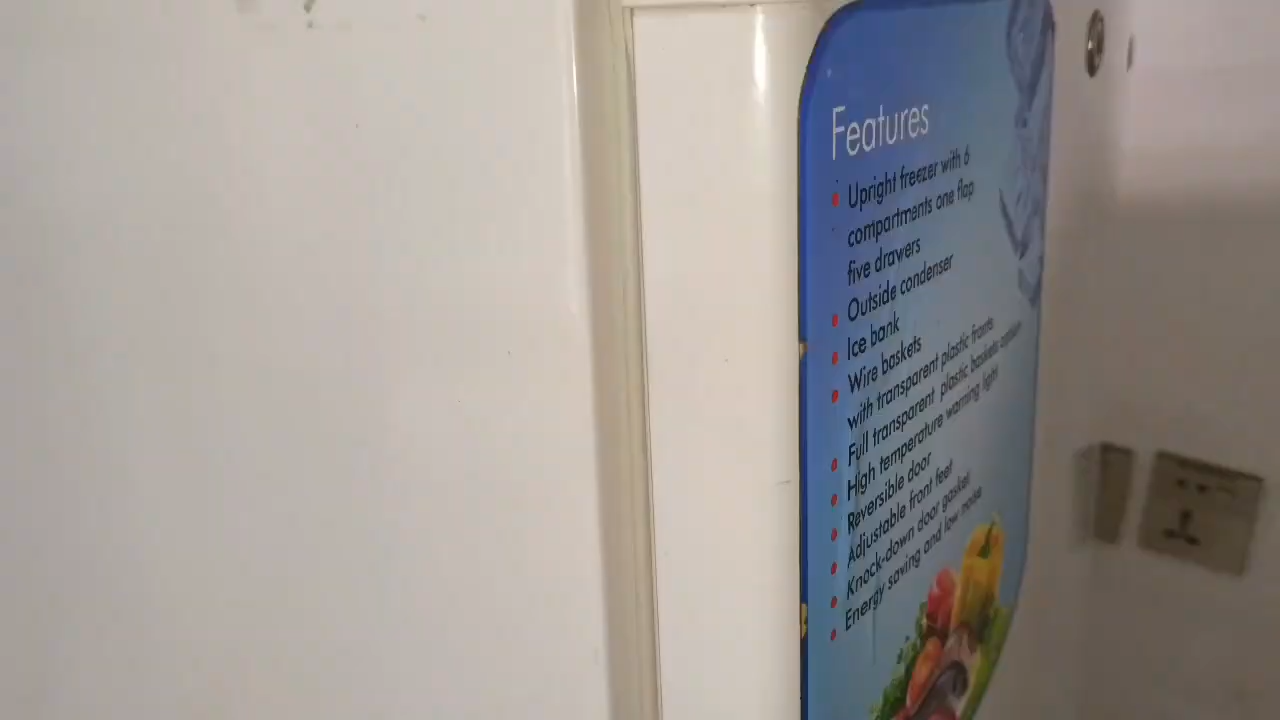 Features
Upright freezer with 6
compartments one flap
five drawers
Outside condenser
Ice bank
Wire baskets
with transparent plastic fronts
Full transparent plastic baskets option
High temperature warning light
Reversible door
Adjustable front feet
Knock-down door gasket
Energy saving and low noise